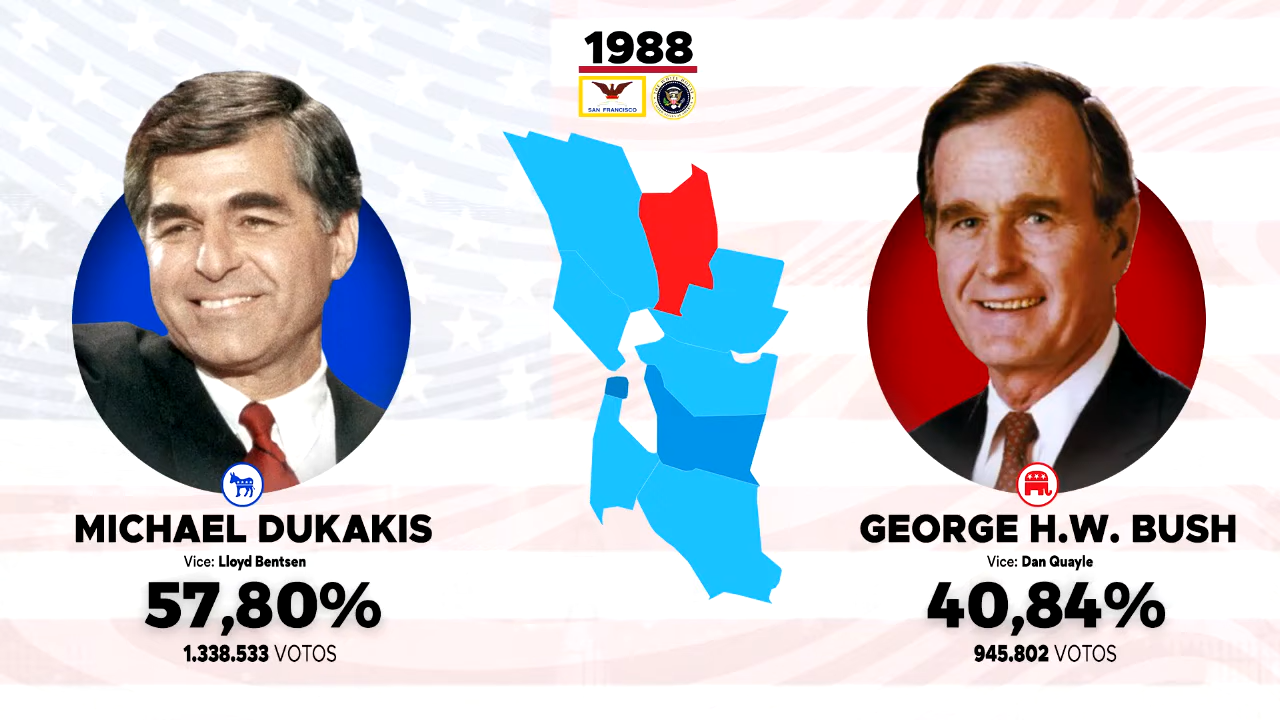 1988
SAN FRANCISCO
MICHAEL DUKAKIS
Vice: Lloyd Bentsen
57,80%
1.338.533 VOTOS
GEORGE H.W. BUSH
Vice: Dan Quayle
40,84%
945.802 VOTOS